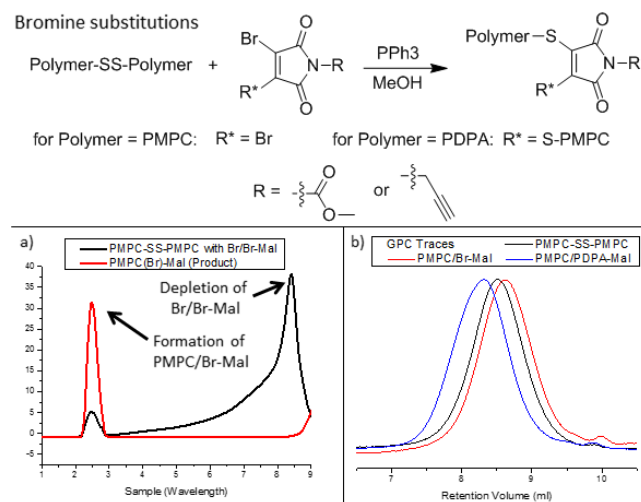 Bromine substitutions
Polymer-SS-Polymer + Br R* O N-R O PPh3 MeOH Polymer-S R* O N-R O
for Polymer = PMPC: R* = Br for Polymer = PDPA: R* = S-PMPC
R = O O or
a)
PMPC-SS-PMPC with Br/Br-Mal
PMPC(Br)-Mal (Product)
Depletion of
Br/Br-Mal
Formation of
PMPC/Br-Mal
40
35
30
25
20
15
10
5
0
-5
1 2 3 4 5 6 7 8 9
Sample (Wavelength)
b)
GPC Traces PMPC-SS-PMPC
PMPC/Br-Mal PMPC/PDPA-Mal
7 8 9 10
Retention Volume (ml)